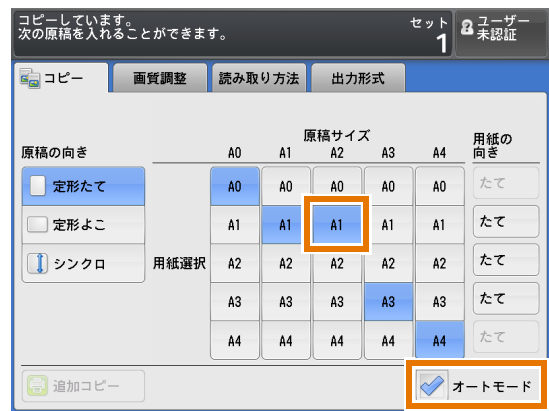 コピーしています。
次の原稿を入れることができます。
セット
1
ユーザー
未認証
コピー
画質調整
読み取り方法
出力形式
原稿サイズ
用紙の
向き
原稿の向き
A0 A1 A2 A3 A4
定形たて
A0 A0 A0 A0 A0
たて
定形よこ
A1 A1 A1 A1 A1
たて
シンクロ
用紙選択
A2 A2 A2 A2 A2
たて
A3 A3 A3 A3 A3
たて
A4 A4 A4 A4 A4
たて
追加コピー
オートモード